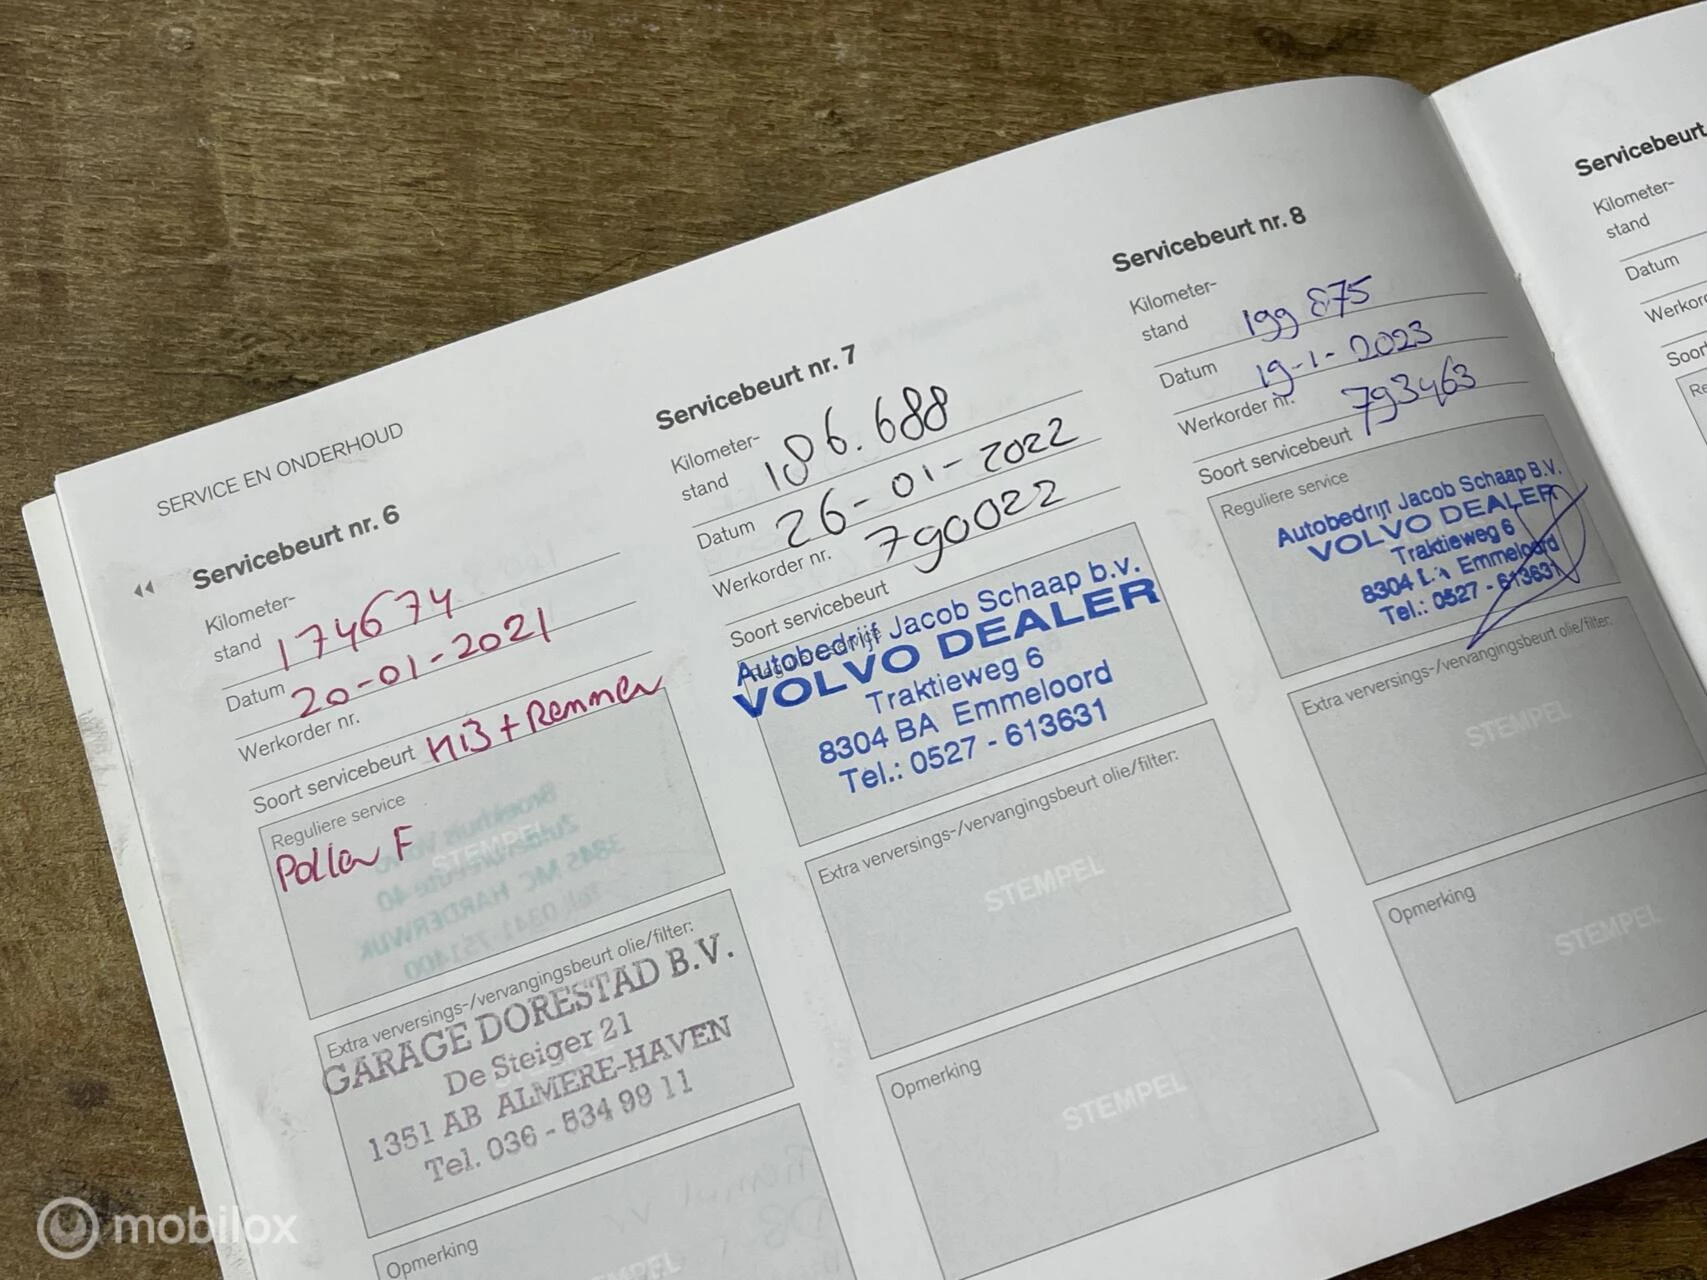 SERVICE EN ONDERHOUD
Servicebeurt nr. 6
Kilometer-
stand 174674
Datum 20-01-2021
Werkorder nr.
Soort servicebeurt
+ Remmen
Reguliere service
Pollen F
STEMPEL
Extra verversings-/vervangingsbeurt olie/filter:
GARAGE DORESTAD B.V.
De Steiger 21
1351 AB ALMERE-HAVEN
Tel. 036 - 534 99 11
Opmerking
STEMPEL
Servicebeurt nr. 7
Kilometer-
stand 186.688
Datum 26-01-2022
Werkorder nr. 790022
Soort servicebeurt
Reguliere service
Autobedrijf Jacob Schaap b.v.
VOLVO DEALER
Traktieweg 6
8304 BA Emmeloord
Tel.: 0527 - 613631
Extra verversings-/vervangingsbeurt olie/filter:
STEMPEL
Opmerking
STEMPEL
Servicebeurt nr. 8
Kilometer-
stand 199 875
Datum 19-1-2023
Werkorder nr. 793463
Soort servicebeurt
Reguliere service
Autobedrijf Jacob Schaap B.V.
VOLVO DEALER
Traktieweg 6
8304 Emmeloord
Tel.: 0527 - 613631
Extra verversings-/vervangingsbeurt olie/filter:
STEMPEL
Opmerking
STEMPEL
Servicebeurt
Kilometer-
stand
Datum
mobilox